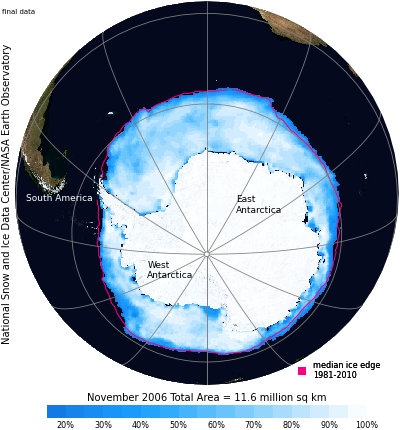 final data
National Snow and Ice Data Center/NASA Earth Observatory
South America
East
Antarctica
West
Antarctica
median ice edge
1981-2010
November 2006 Total Area = 11.6 million sq km
20% 30% 40% 50% 60% 70% 80% 90% 100%